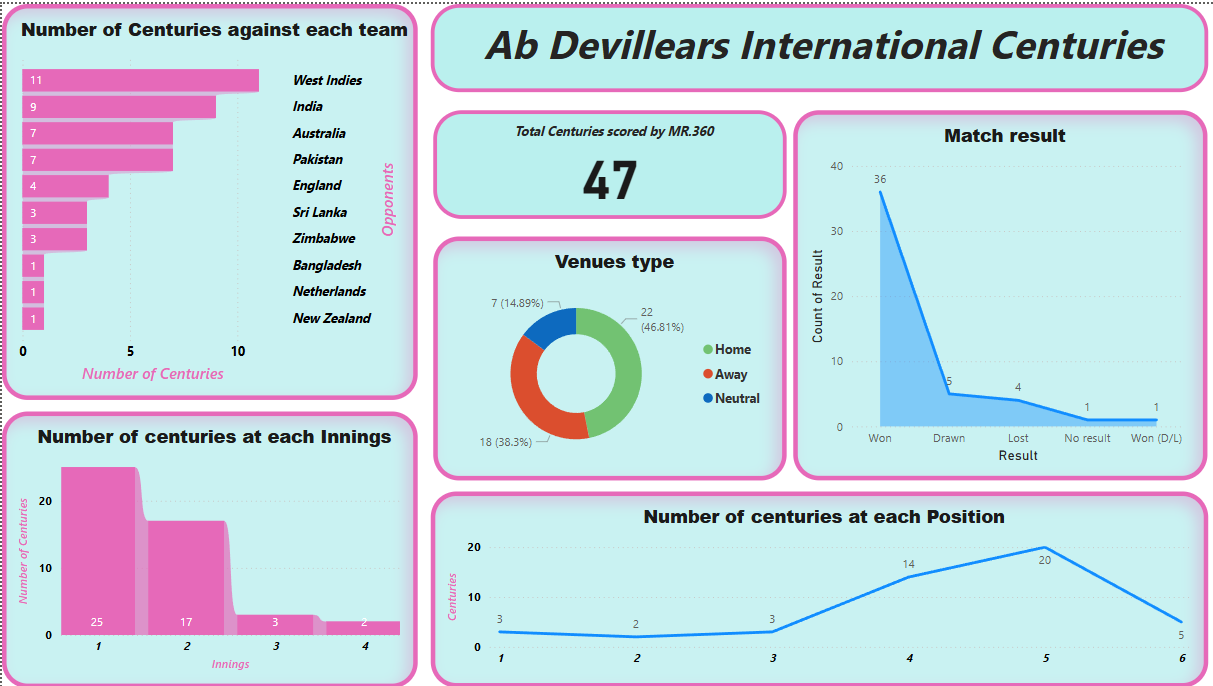 Number of Centuries against each team
11 West Indies
9 India
7 Australia
7 Pakistan
4 England
3 Sri Lanka
3 Zimbabwe
1 Bangladesh
1 Netherlands
1 New Zealand
Opponents
0 5 10
Number of Centuries
Ab Devillears International Centuries
Total Centuries scored by MR.360
47
Venues type
7 (14.89%)
22
(46.81%)
18 (38.3%)
Home
Away
Neutral
Match result
Count of Result
40
30
20
10
0
36
5
4
1
1
Won Drawn Lost No result Won (D/L)
Result
Number of centuries at each Innings
Number of Centuries
20
10
0
25 17 3 2
1 2 3 4
Innings
Number of centuries at each Position
Centuries
20
10
0
3 2 3 14 20 5
1 2 3 4 5 6